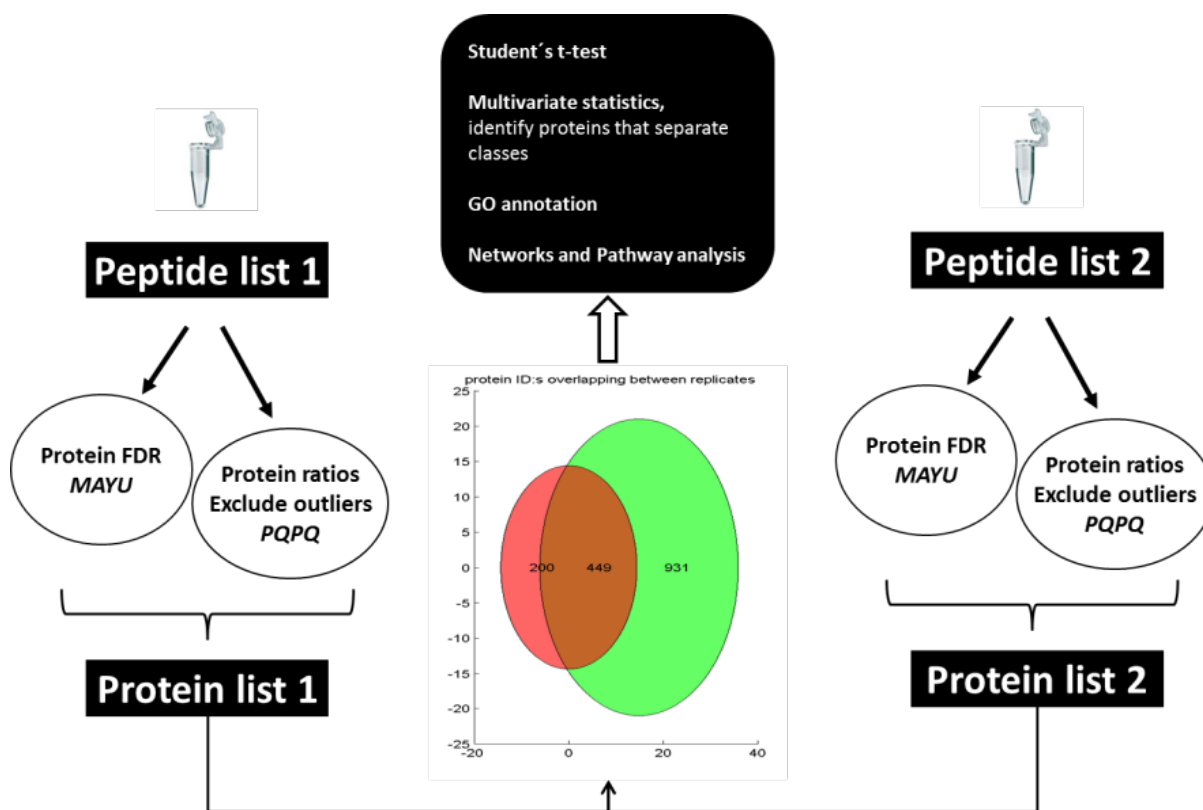 Student´s t-test
Multivariate statistics,
identify proteins that separate
classes
GO annotation
Networks and Pathway analysis
Peptide list 1
Protein FDR
MAYU
Protein ratios
Exclude outliers
PQPQ
Protein list 1
protein ID:s overlapping between replicates
25
20
15
10
5
0
-5
-10
-15
-20
-25
200 449 931
-20 0 20 40
Peptide list 2
Protein FDR
MAYU
Protein ratios
Exclude outliers
PQPQ
Protein list 2